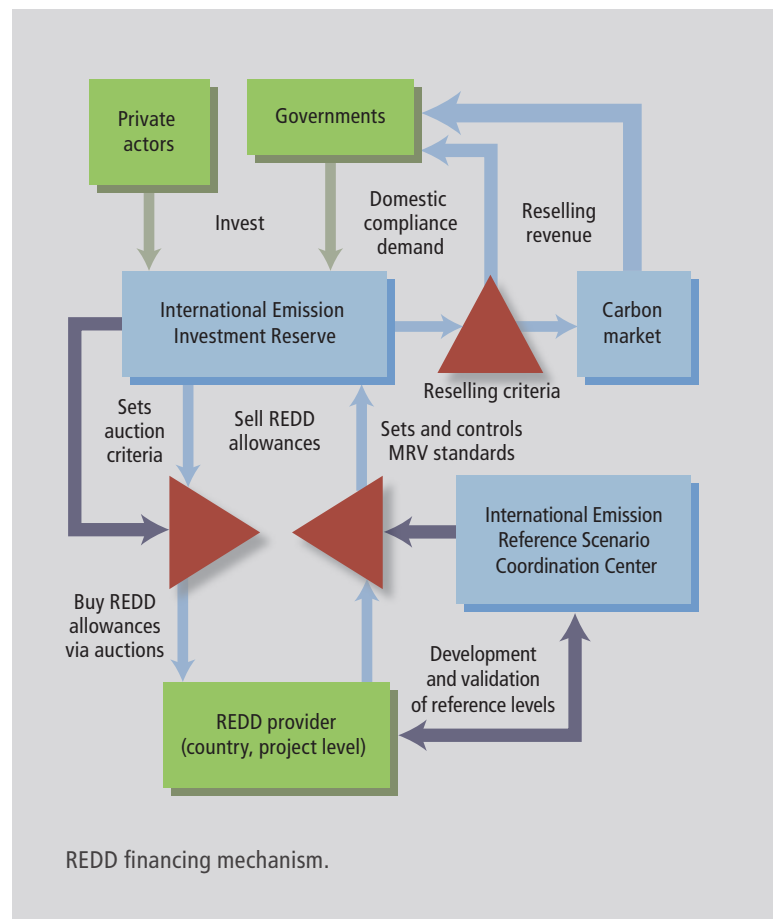 Private
actors
Governments
Invest
Domestic
compliance
demand
Reselling
revenue
International Emission
Investment Reserve
Carbon
market
Reselling criteria
Sets
auction
criteria
Sell REDD
allowances
Sets and controls
MRV standards
International Emission
Reference Scenario
Coordination Center
Buy REDD
allowances
via auctions
Development
and validation
of reference levels
REDD provider
(country, project level)
REDD financing mechanism.